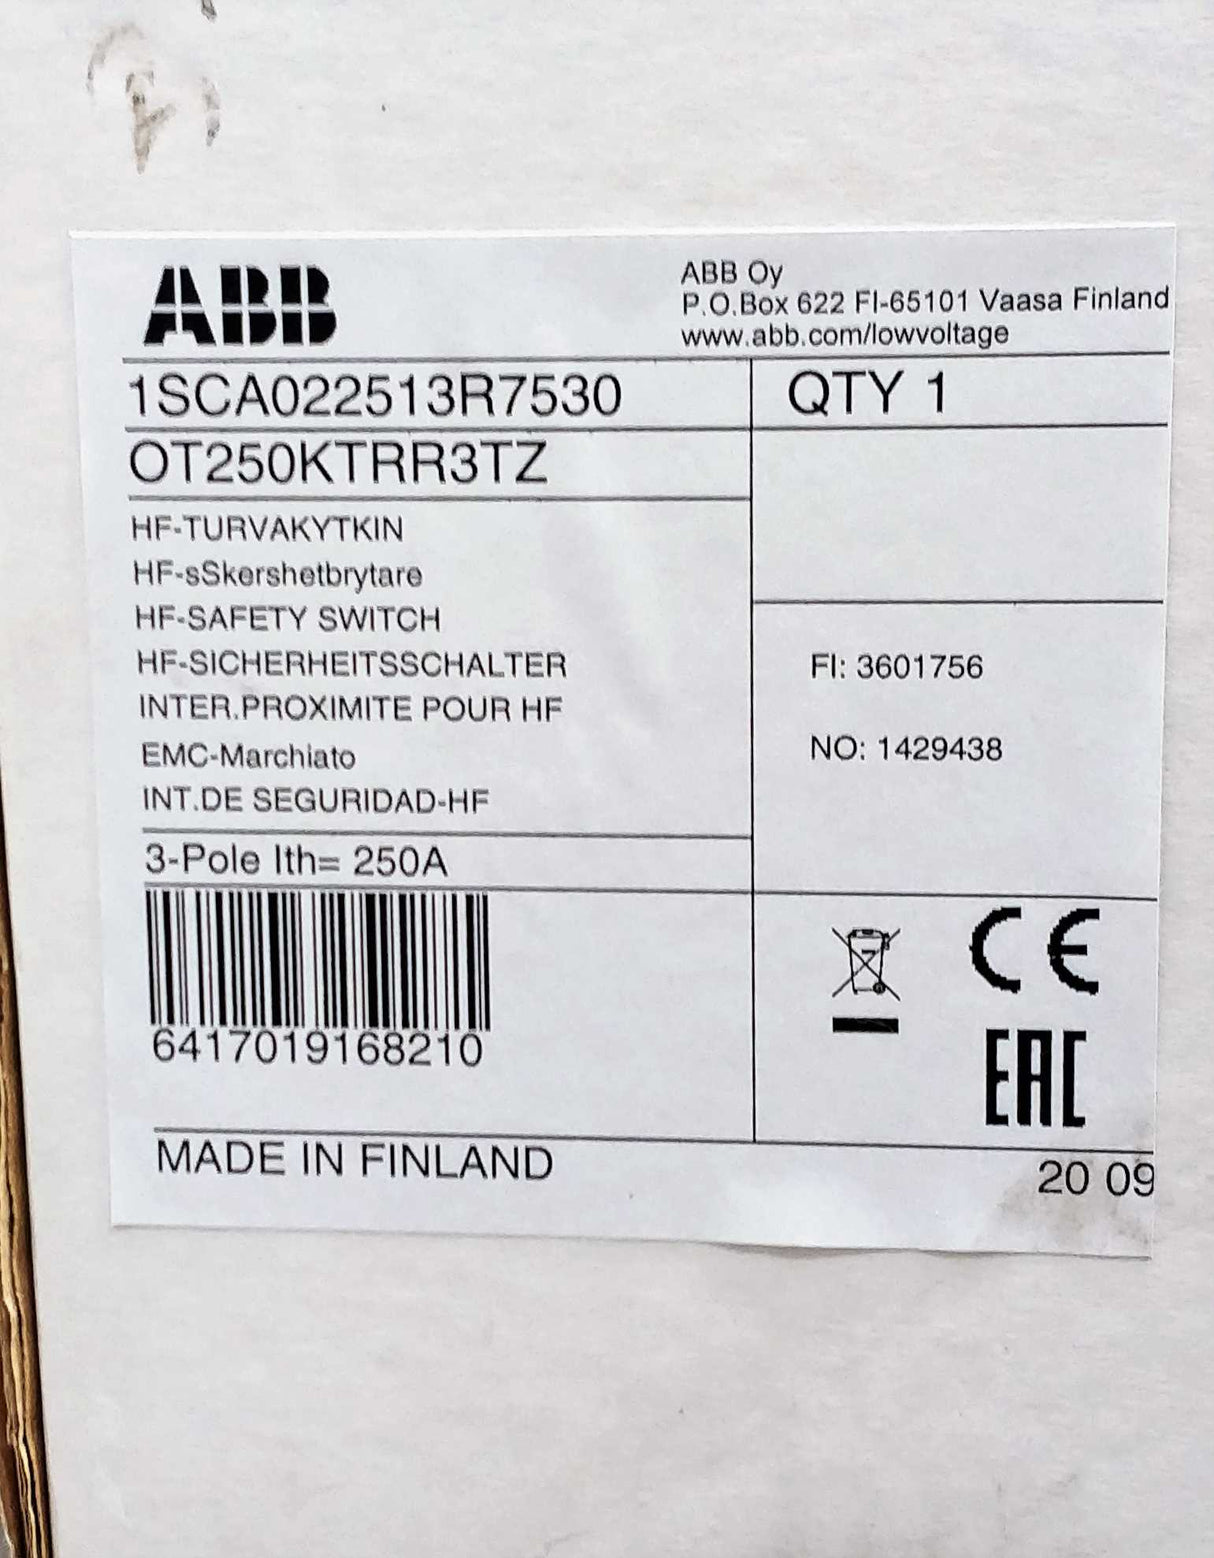 ABB
ABB Oy
P.O.Box 622 FI-65101 Vaasa Finland
www.abb.com/lowvoltage
1SCA022513R7530
QTY 1
OT250KTRR3TZ
HF-TURVAKYTKIN
HF-sSkershetbrytare
HF-SAFETY SWITCH
HF-SICHERHEITSSCHALTER
INTER.PROXIMITE POUR HF
EMC-Marchiato
INT.DE SEGURIDAD-HF
FI: 3601756
NO: 1429438
3-Pole Ith= 250A
6417019168210
CE
EAC
MADE IN FINLAND
20 09